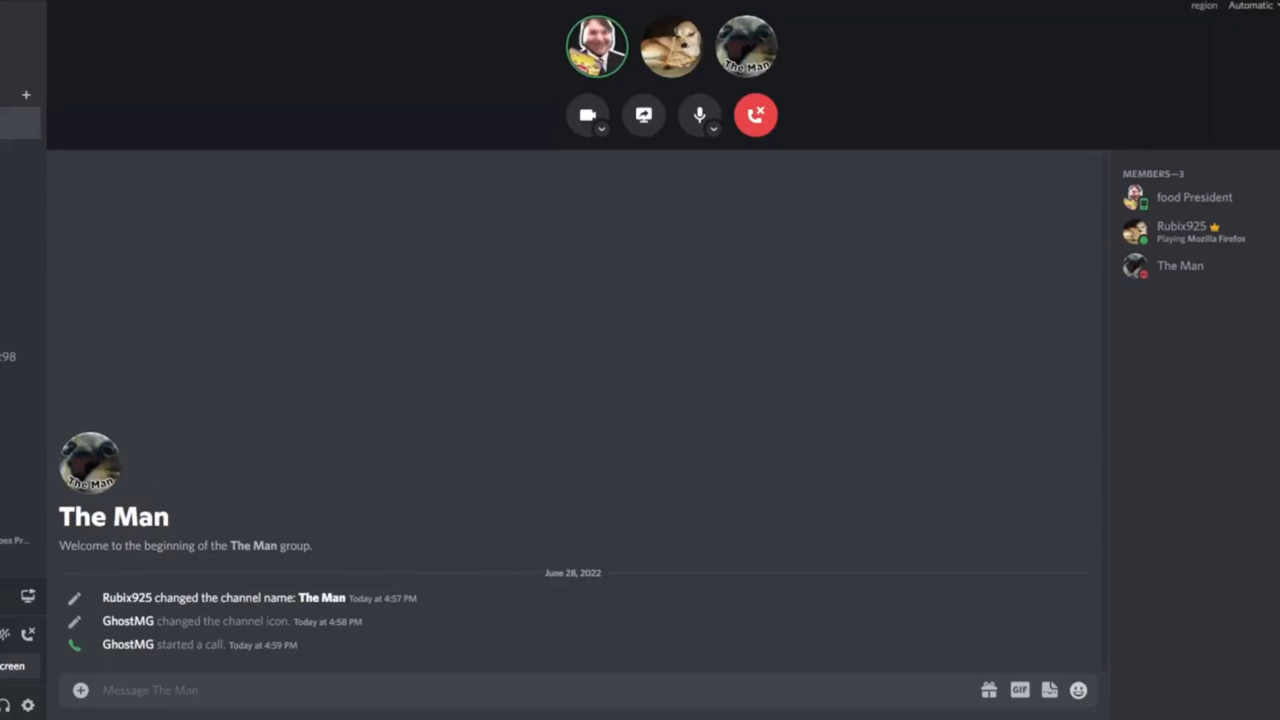 region Automatic
The Man
MEMBERS—3
food President
Rubix925
Playing Mozilla Firefox
The Man
:98
The Man
The Man
Welcome to the beginning of the The Man group.
pes Pr...
June 28, 2022
Rubix925 changed the channel name: The Man Today at 4:57 PM
GhostMG changed the channel icon. Today at 4:58 PM
GhostMG started a call. Today at 4:59 PM
creen
Message The Man
GIF